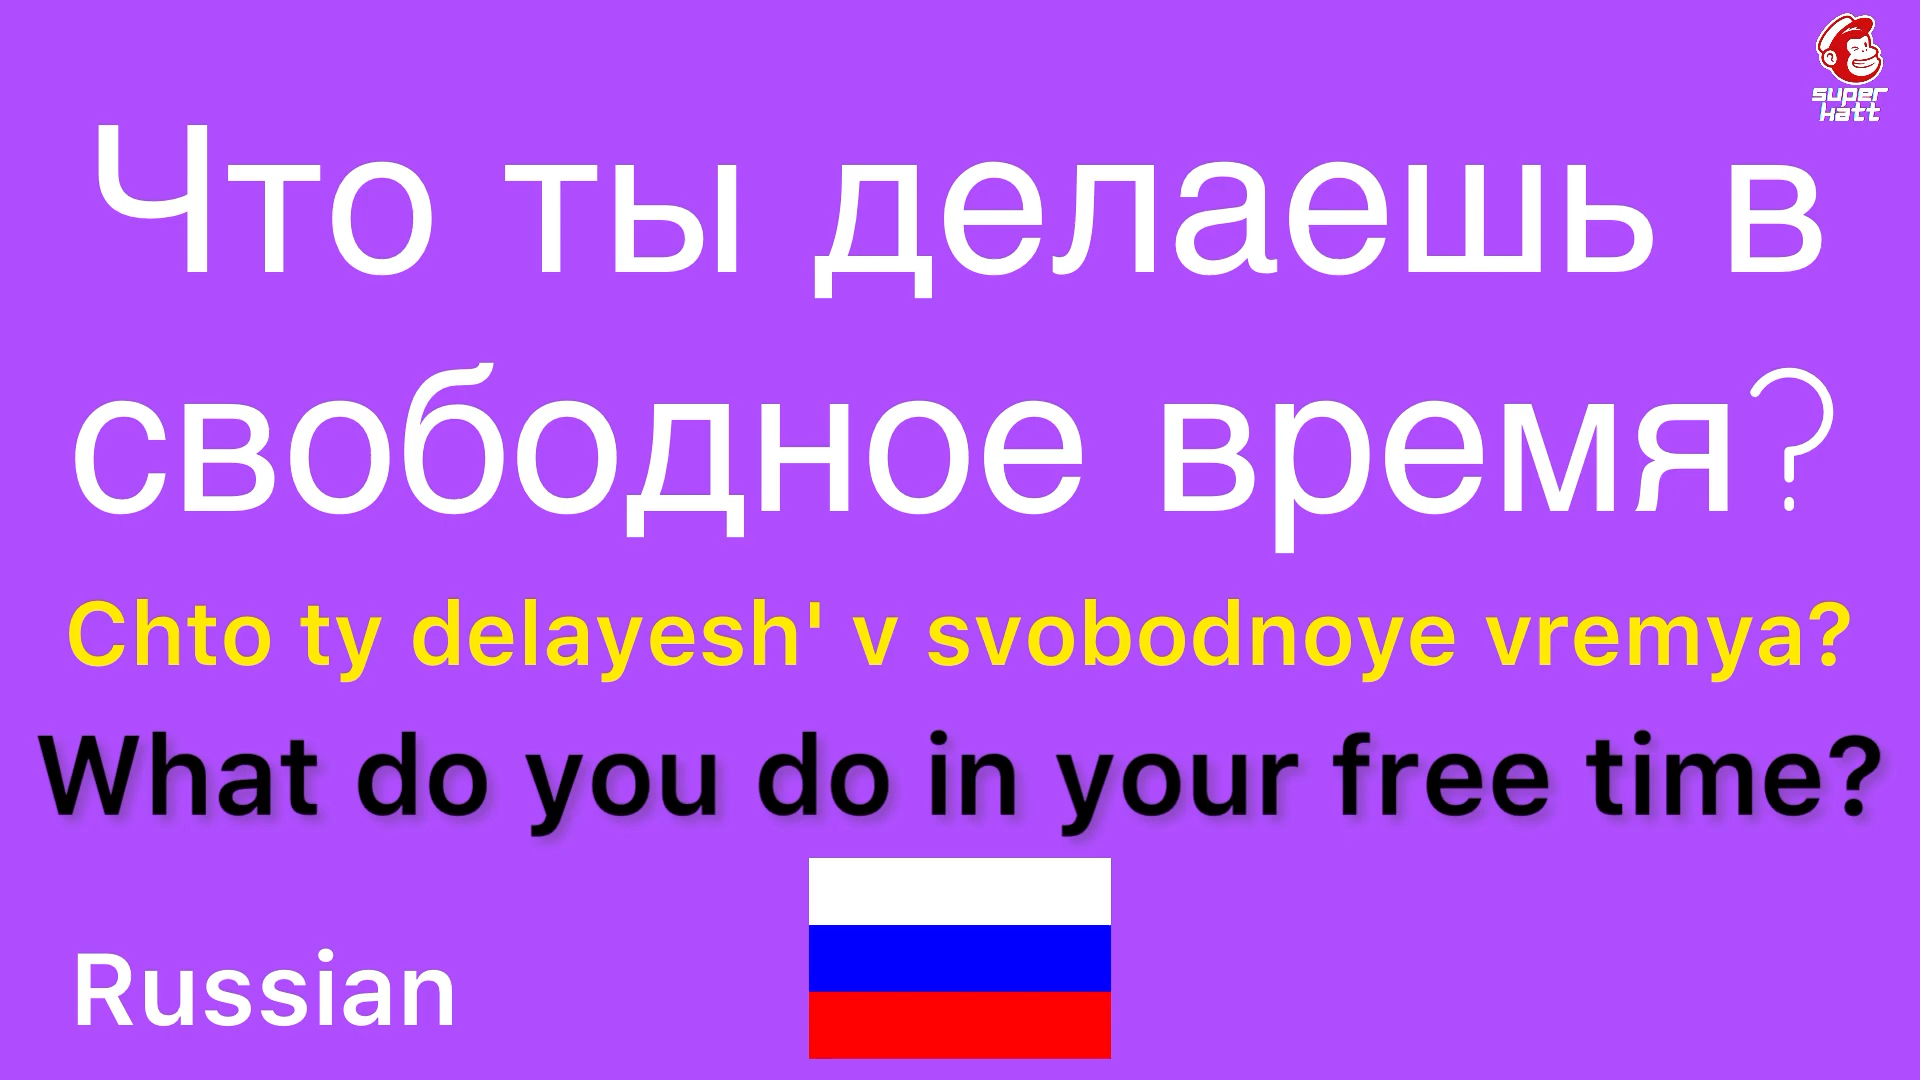 super
hatt
Что ты делаешь в
свободное время?
Chto ty delayesh' v svobodnoye vremya?
What do you do in your free time?
Russian